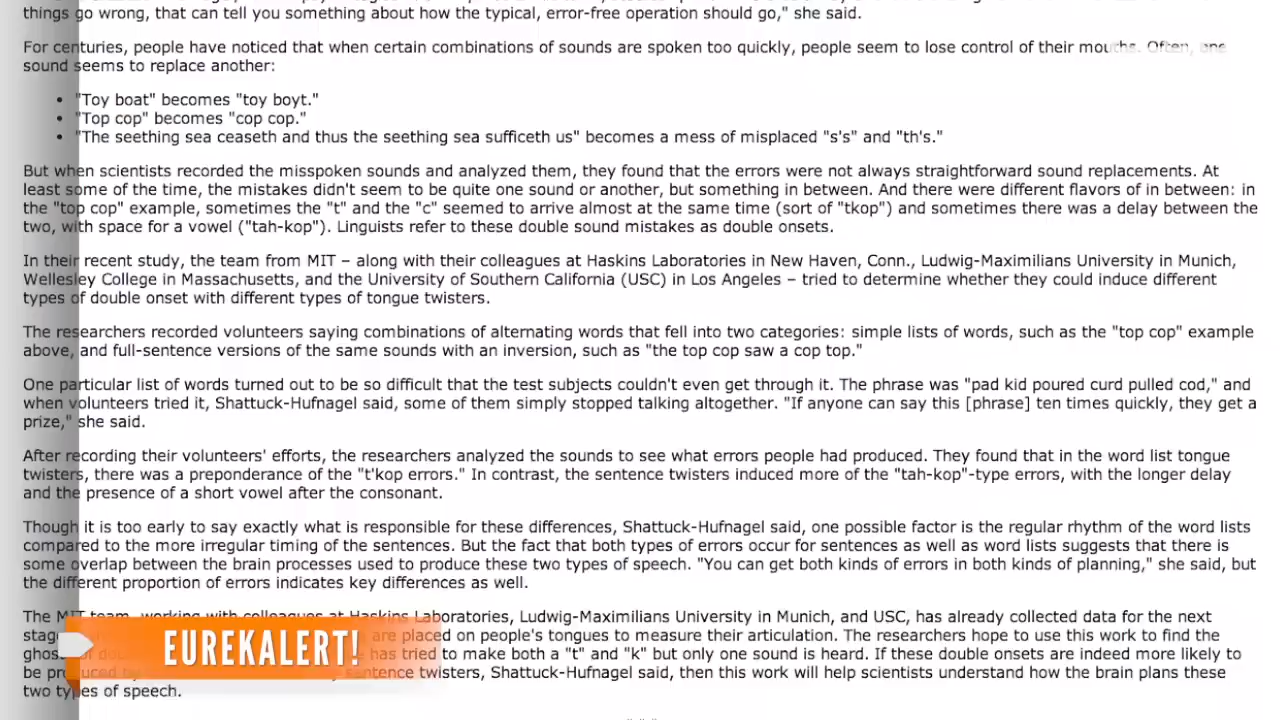 things go wrong, that can tell you something about how the typical, error-free operation should go," she said.
For centuries, people have noticed that when certain combinations of sounds are spoken too quickly, people seem to lose control of their mouths. Often, one
sound seems to replace another:
• "Toy boat" becomes "toy boyt."
• "Top cop" becomes "cop cop."
• "The seething sea ceaseth and thus the seething sea sufficeth us" becomes a mess of misplaced "s's" and "th's."
But when scientists recorded the misspoken sounds and analyzed them, they found that the errors were not always straightforward sound replacements. At
least some of the time, the mistakes didn't seem to be quite one sound or another, but something in between. And there were different flavors of in between: in
the "top cop" example, sometimes the "t" and the "c" seemed to arrive almost at the same time (sort of "tkop") and sometimes there was a delay between the
two, with space for a vowel ("tah-kop"). Linguists refer to these double sound mistakes as double onsets.
In their recent study, the team from MIT – along with their colleagues at Haskins Laboratories in New Haven, Conn., Ludwig-Maximilians University in Munich,
Wellesley College in Massachusetts, and the University of Southern California (USC) in Los Angeles – tried to determine whether they could induce different
types of double onset with different types of tongue twisters.
The researchers recorded volunteers saying combinations of alternating words that fell into two categories: simple lists of words, such as the "top cop" example
above, and full-sentence versions of the same sounds with an inversion, such as "the top cop saw a cop top."
One particular list of words turned out to be so difficult that the test subjects couldn't even get through it. The phrase was "pad kid poured curd pulled cod," and
when volunteers tried it, Shattuck-Hufnagel said, some of them simply stopped talking altogether. "If anyone can say this [phrase] ten times quickly, they get a
prize," she said.
After recording their volunteers' efforts, the researchers analyzed the sounds to see what errors people had produced. They found that in the word list tongue
twisters, there was a preponderance of the "t'kop errors." In contrast, the sentence twisters induced more of the "tah-kop"-type errors, with the longer delay
and the presence of a short vowel after the consonant.
Though it is too early to say exactly what is responsible for these differences, Shattuck-Hufnagel said, one possible factor is the regular rhythm of the word lists
compared to the more irregular timing of the sentences. But the fact that both types of errors occur for sentences as well as word lists suggests that there is
some overlap between the brain processes used to produce these two types of speech. "You can get both kinds of errors in both kinds of planning," she said, but
the different proportion of errors indicates key differences as well.
The MIT team, working with colleagues at Haskins Laboratories, Ludwig-Maximilians University in Munich, and USC, has already collected data for the next
are placed on people's tongues to measure their articulation. The researchers hope to use this work to find the
has tried to make both a "t" and "k" but only one sound is heard. If these double onsets are indeed more likely to
be sentence twisters, Shattuck-Hufnagel said, then this work will help scientists understand how the brain plans these
two types of speech.
EUREKALERT!